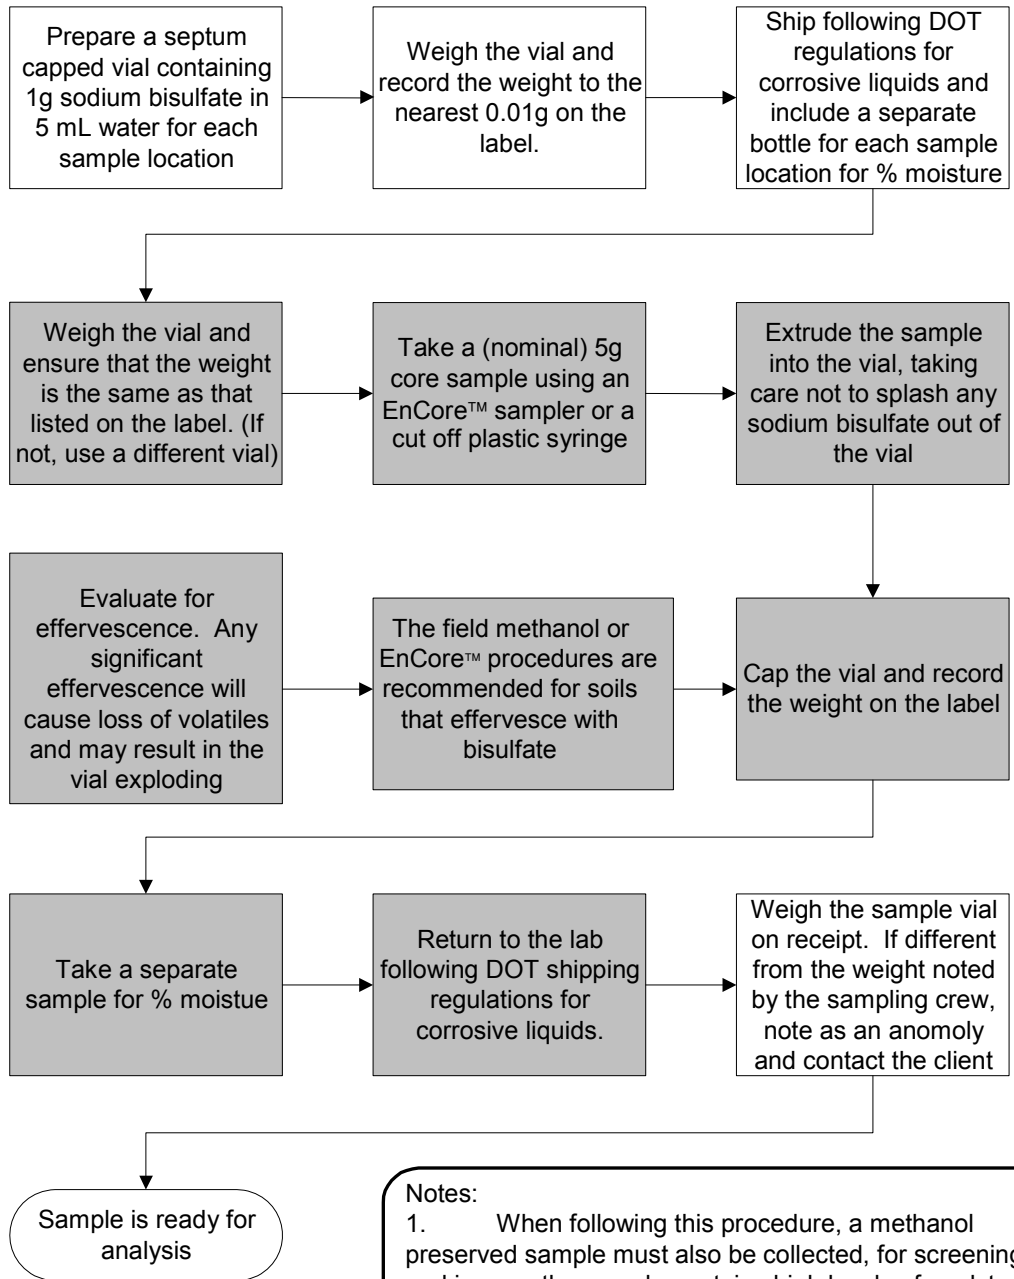 Prepare a septum
capped vial containing
1g sodium bisulfate in
5 mL water for each
sample location
Weigh the vial and
record the weight to the
nearest 0.01g on the
label.
Ship following DOT
regulations for
corrosive liquids and
include a separate
bottle for each sample
location for % moisture
Weigh the vial and
ensure that the weight
is the same as that
listed on the label. (If
not, use a different vial)
Take a (nominal) 5g
core sample using an
EnCore™ sampler or a
cut off plastic syringe
Extrude the sample
into the vial, taking
care not to splash any
sodium bisulfate out of
the vial
Evaluate for
effervescence. Any
significant
effervescence will
cause loss of volatiles
and may result in the
vial exploding
The field methanol or
EnCore™ procedures are
recommended for soils
that effervesce with
bisulfate
Cap the vial and record
the weight on the label
Take a separate
sample for % moistue
Return to the lab
following DOT shipping
regulations for
corrosive liquids.
Weigh the sample vial
on receipt. If different
from the weight noted
by the sampling crew,
note as an anomoly
and contact the client
Sample is ready for
analysis
Notes:
1. When following this procedure, a methanol
preserved sample must also be collected, for screening